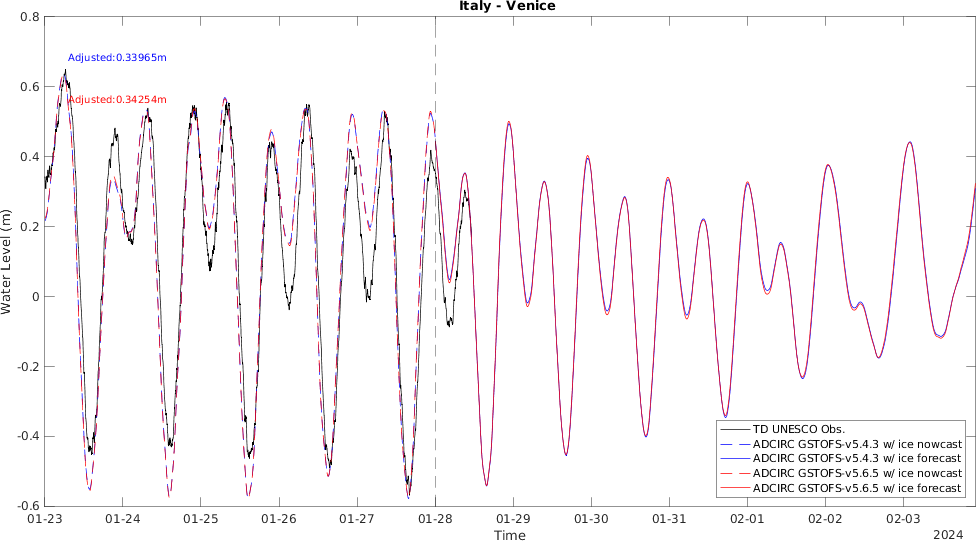 Italy - Venice
0.8
0.6
0.4
0.2
0
-0.2
-0.4
-0.6
Water Level (m)
Adjusted:0.33965m
Adjusted:0.34254m
TD UNESCO Obs.
ADCIRC GSTOFS-v5.4.3 w/ ice nowcast
ADCIRC GSTOFS-v5.4.3 w/ ice forecast
ADCIRC GSTOFS-v5.6.5 w/ ice nowcast
ADCIRC GSTOFS-v5.6.5 w/ ice forecast
01-23 01-24 01-25 01-26 01-27 01-28 01-29 01-30 01-31 02-01 02-02 02-03
Time
2024